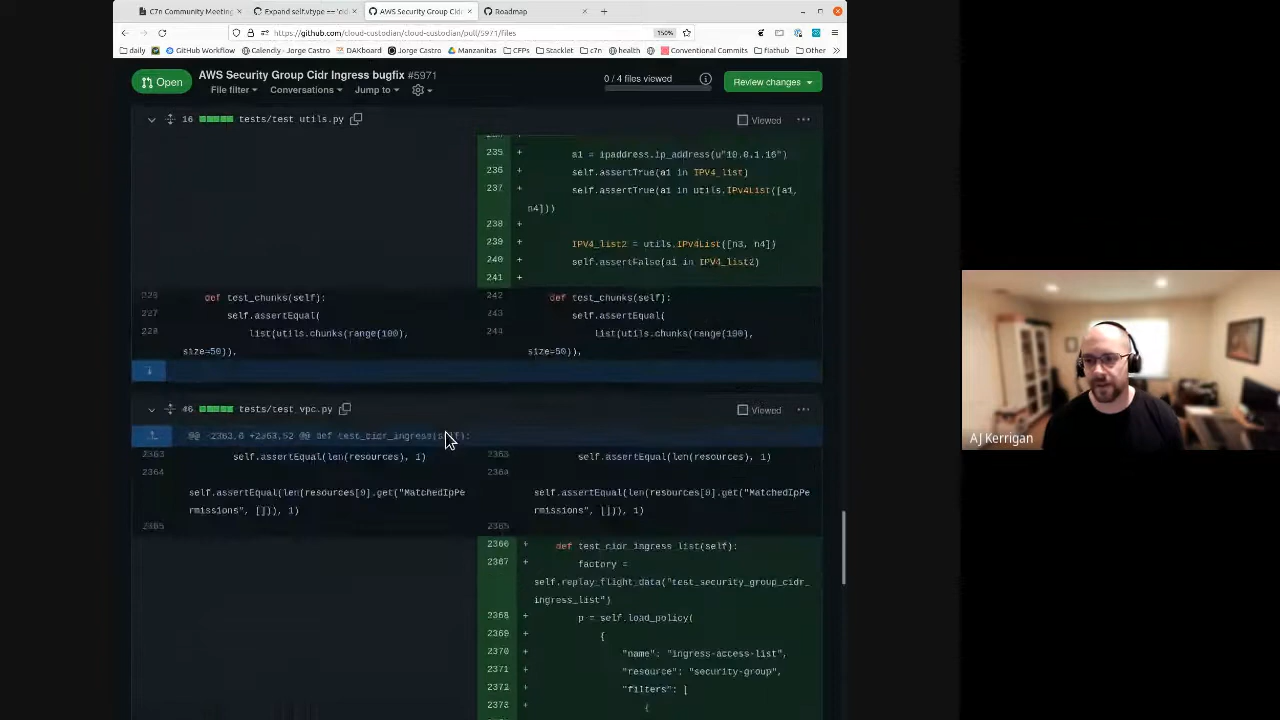 C7n Community Meeting
Expand self.vtype == 'cid
AWS Security Group Cidr
Roadmap
https://github.com/cloud-custodian/cloud-custodian/pull/5971/files
150%
daily
GitHub Workflow
Calendly - Jorge Castro
DAKboard
Jorge Castro
Manzanitas
CFPs
Stacklet
c7n
health
Conventional Commits
flathub
Other
Open
AWS Security Group Cidr Ingress bugfix #5971
File filter
Conversations
Jump to
0 / 4 files viewed
Review changes
16 tests/test_utils.py
Viewed
235 + a1 = ipaddress.ip_address(u"10.0.1.16")
236 + self.assertTrue(a1 in IPV4_list)
237 + self.assertTrue(a1 in utils.IPv4List([a1,
n4]))
238 +
239 + IPV4_list2 = utils.IPv4List([n3, n4])
240 + self.assertFalse(a1 in IPV4_list2)
241 +
226 def test_chunks(self): 242 def test_chunks(self):
227 self.assertEqual( 243 self.assertEqual(
228 list(utils.chunks(range(100), 244 list(utils.chunks(range(100),
size=50)), size=50)),
46 tests/test_vpc.py
Viewed
@@ -2363,6 +2363,52 @@ def test_cidr_ingress(self):
2363 self.assertEqual(len(resources), 1) 2363 self.assertEqual(len(resources), 1)
2364 2364
self.assertEqual(len(resources[0].get("MatchedIpPe self.assertEqual(len(resources[0].get("MatchedIpPe
rmissions", [])), 1) rmissions", [])), 1)
2365 2365
2366 + def test_cidr_ingress_list(self):
2367 + factory =
self.replay_flight_data("test_security_group_cidr_
ingress_list")
2368 + p = self.load_policy(
2369 + {
2370 + "name": "ingress-access-list",
2371 + "resource": "security-group",
2372 + "filters": [
2373 + {
AJ Kerrigan